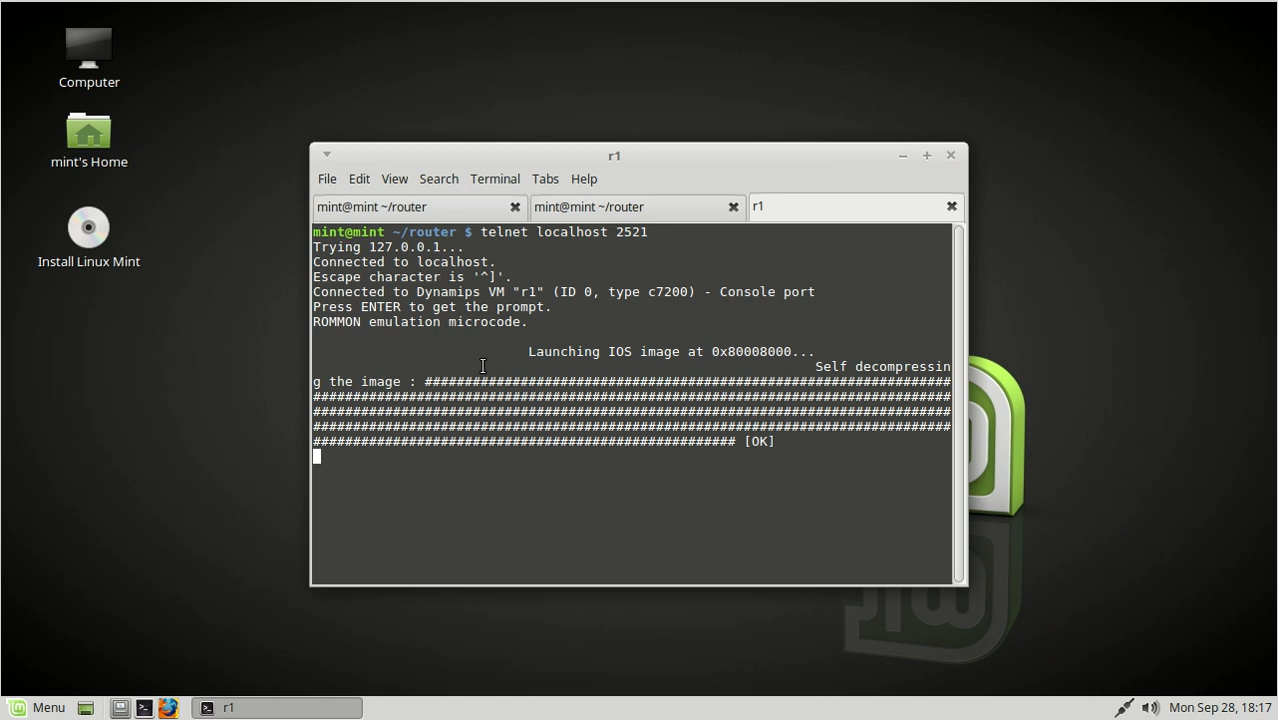 Computer
mint's Home
Install Linux Mint
r1
File Edit View Search Terminal Tabs Help
mint@mint ~/router mint@mint ~/router r1
mint@mint ~/router $ telnet localhost 2521
Trying 127.0.0.1...
Connected to localhost.
Escape character is '^]'.
Connected to Dynamips VM "r1" (ID 0, type c7200) - Console port
Press ENTER to get the prompt.
ROMMON emulation microcode.
Launching IOS image at 0x80008000...
Self decompressin
g the image : ##################################################################
################################################################################
################################################################################
################################################################################
##################################################### [OK]
Menu r1 Mon Sep 28, 18:17